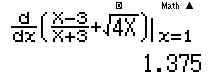 D Math ▲
d/dx((X-3)/(X+3)+√(4X))|x=1
1.375